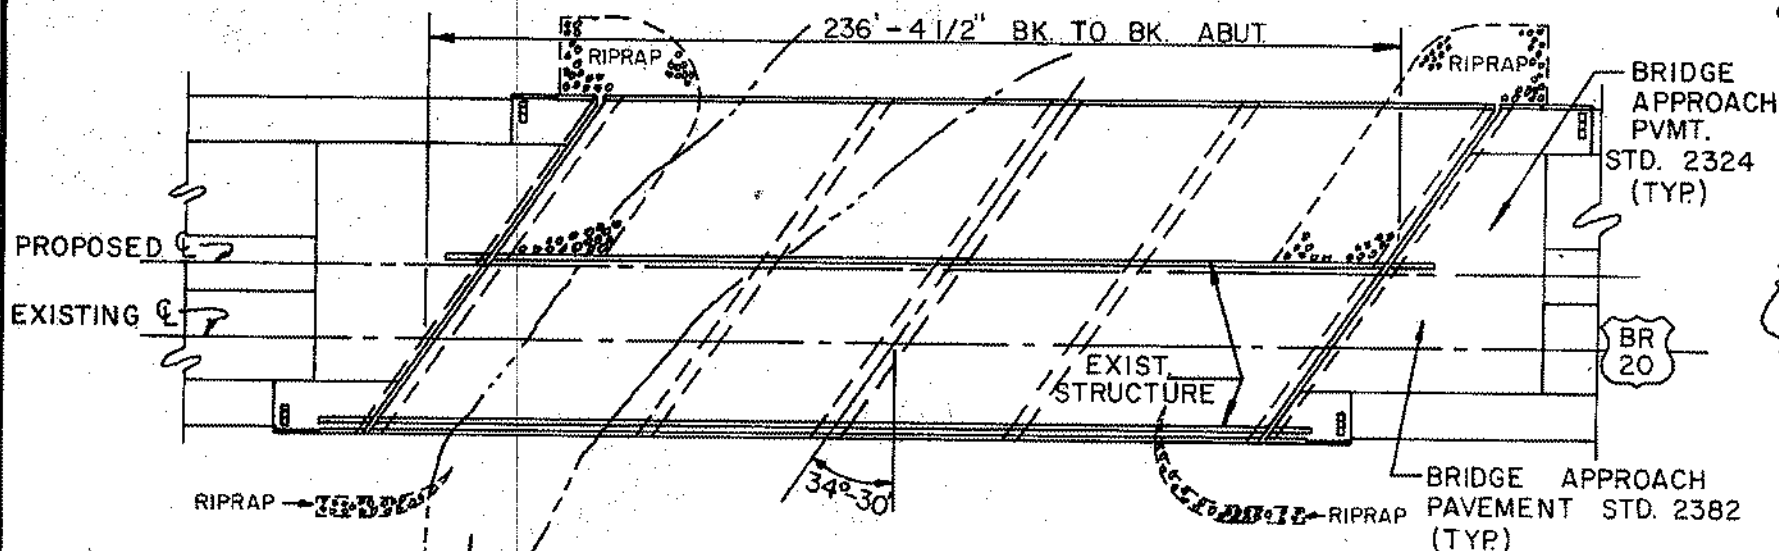 236'-4 1/2" BK. TO BK. ABUT.
RIPRAP
RIPRAP
BRIDGE
APPROACH
PVMT.
STD. 2324
(TYP.)
PROPOSED ℄
EXISTING ℄
BR
20
EXIST.
STRUCTURE
34°-30'
RIPRAP
RIPRAP
BRIDGE APPROACH
PAVEMENT STD. 2382
(TYP.)